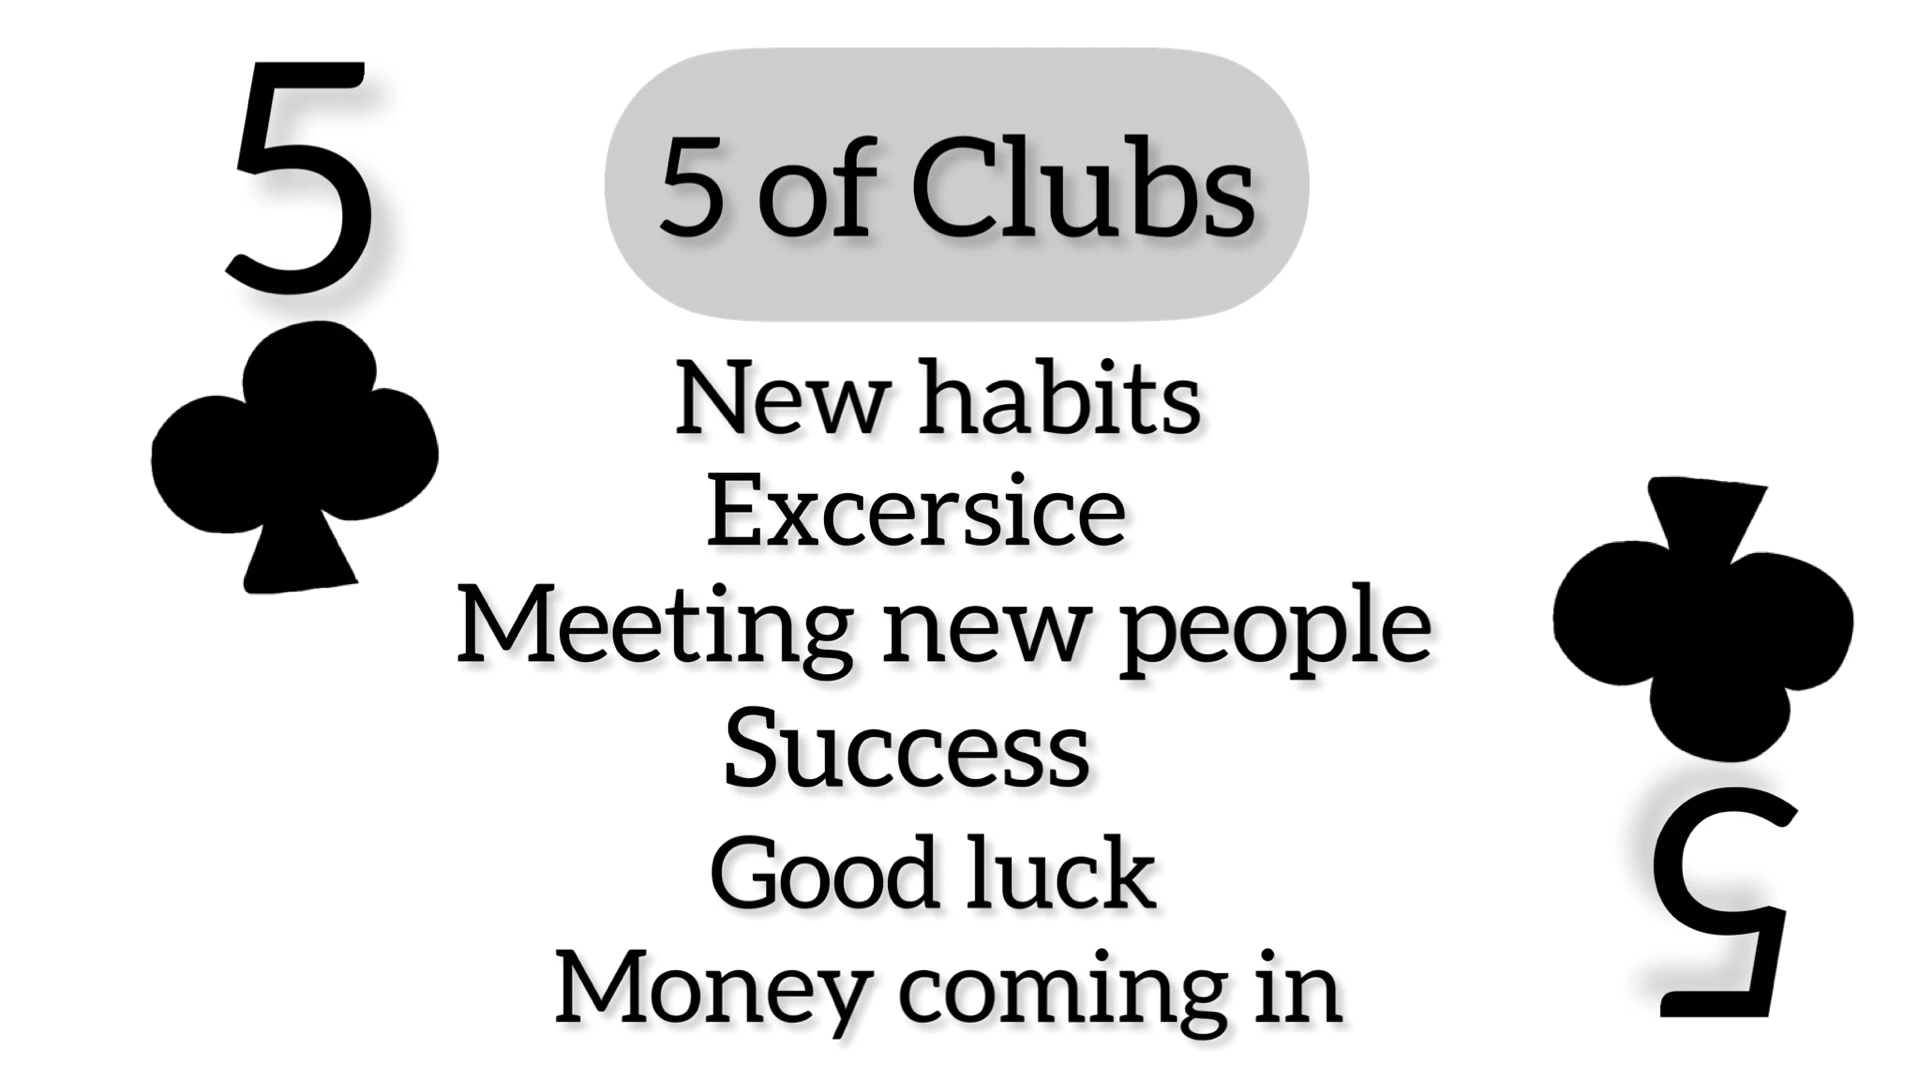 5
5 of Clubs
New habits
Excersice
Meeting new people
Success
Good luck
Money coming in
5